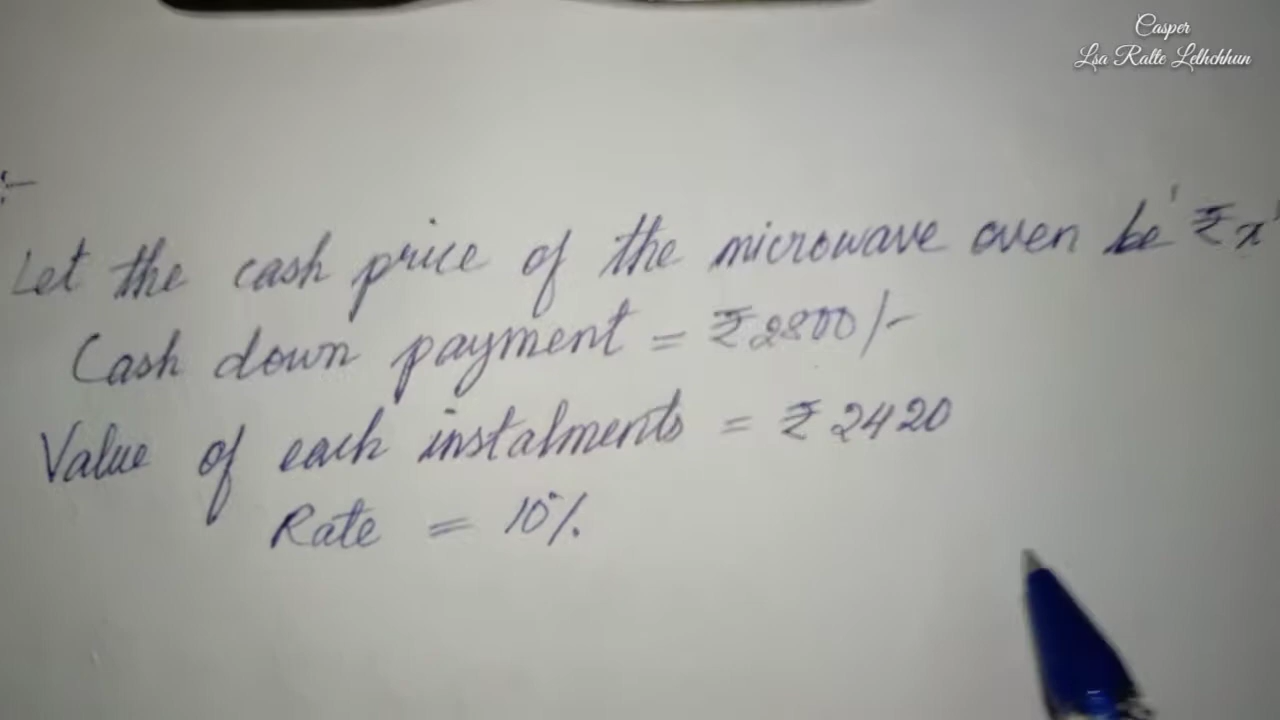 Casper
Lsa Ralte Lethchhun
:-
Let the cash price of the microwave oven be '₹x'
Cash down payment = ₹2800/-
Value of each instalments = ₹2420
Rate = 10%